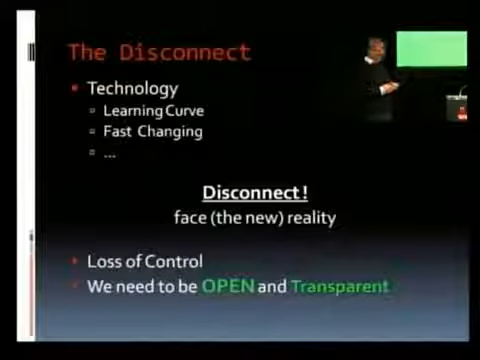 The Disconnect
Technology
Learning Curve
Fast Changing
...
Disconnect!
face (the new) reality
Loss of Control
We need to be OPEN and Transparent